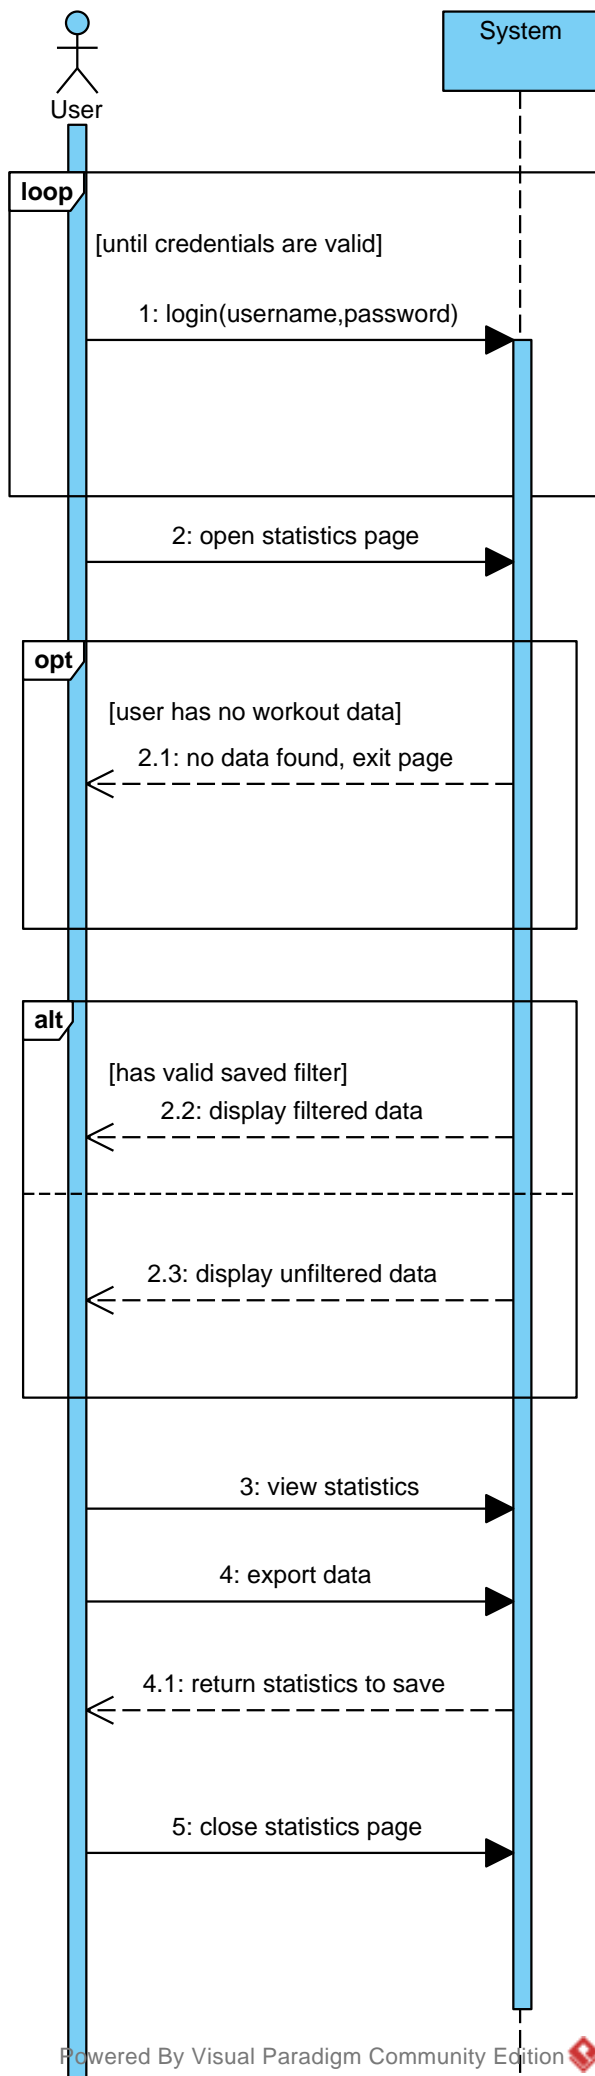 User
System
loop
[until credentials are valid]
1: login(username,password)
2: open statistics page
opt
[user has no workout data]
2.1: no data found, exit page
alt
[has valid saved filter]
2.2: display filtered data
2.3: display unfiltered data
3: view statistics
4: export data
4.1: return statistics to save
5: close statistics page
Powered By Visual Paradigm Community Edition